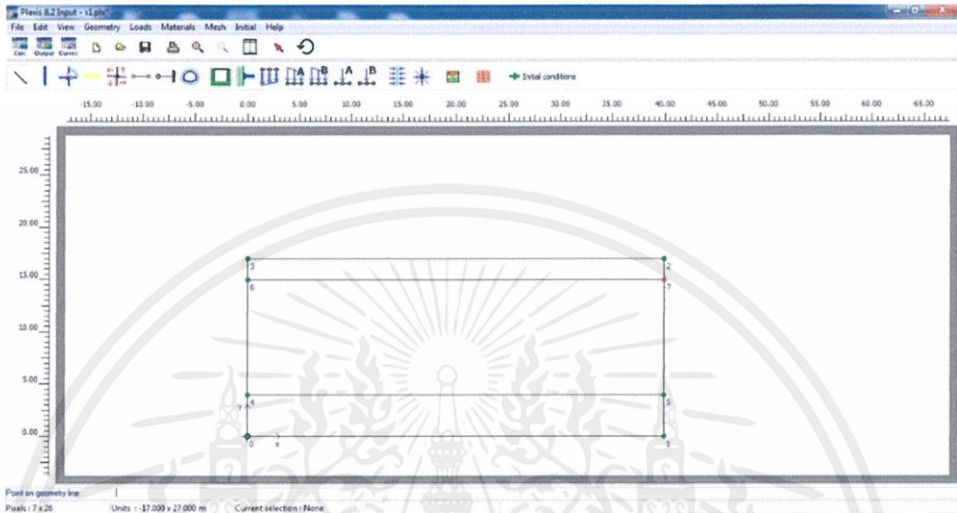 Plaxis 8.2 Input - s1.plx*
File Edit View Geometry Loads Materials Mesh Initial Help
Output Curves
A B A B Initial conditions
-15.00 -10.00 -5.00 0.00 5.00 10.00 15.00 20.00 25.00 30.00 35.00 40.00 45.00 50.00 55.00 60.00 65.00
25.00
20.00
15.00
10.00
5.00
0.00
3 2
6 7
4 5
Y
0 x 1
Point on geometry line
Pixels : 7 x 26 Units : -17.000 x 27.000 m Current selection : None